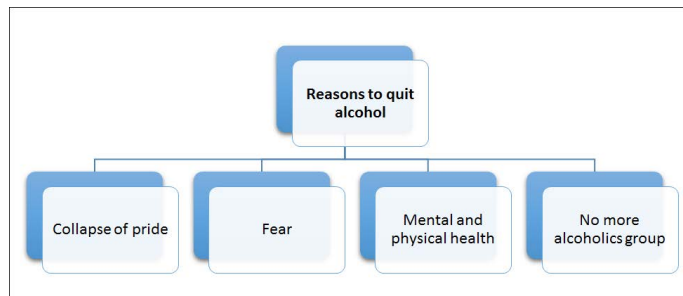 Reasons to quit
alcohol
Collapse of pride
Fear
Mental and
physical health
No more
alcoholics group